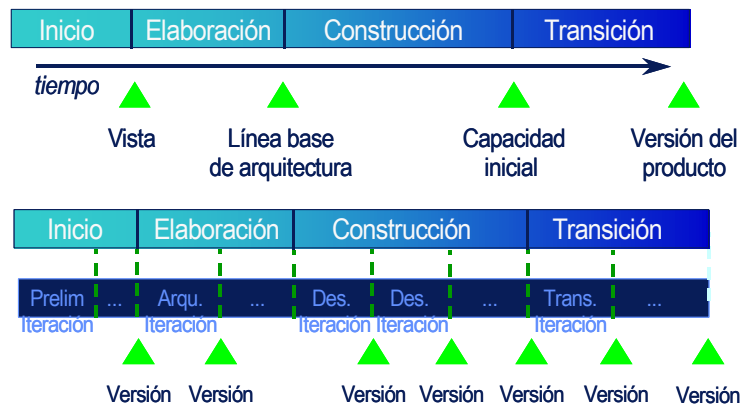 Inicio Elaboración Construcción Transición
tiempo
Vista Línea base Capacidad Versión del
de arquitectura inicial producto
Inicio Elaboración Construcción Transición
Prelim ... Arqu. ... Des. Des. ... Trans. ...
Iteración Iteración Iteración Iteración Iteración
Versión Versión Versión Versión Versión Versión Versión